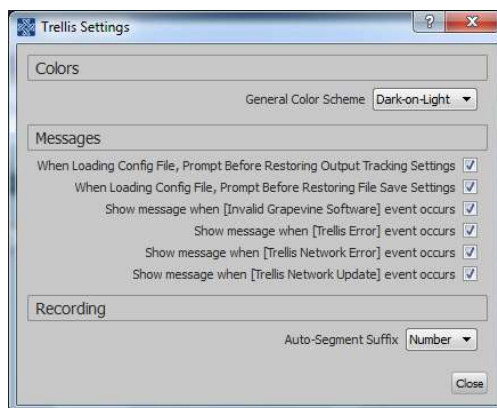 Trellis Settings
Colors
General Color Scheme Dark-on-Light
Messages
When Loading Config File, Prompt Before Restoring Output Tracking Settings
When Loading Config File, Prompt Before Restoring File Save Settings
Show message when [Invalid Grapevine Software] event occurs
Show message when [Trellis Error] event occurs
Show message when [Trellis Network Error] event occurs
Show message when [Trellis Network Update] event occurs
Recording
Auto-Segment Suffix Number
Close